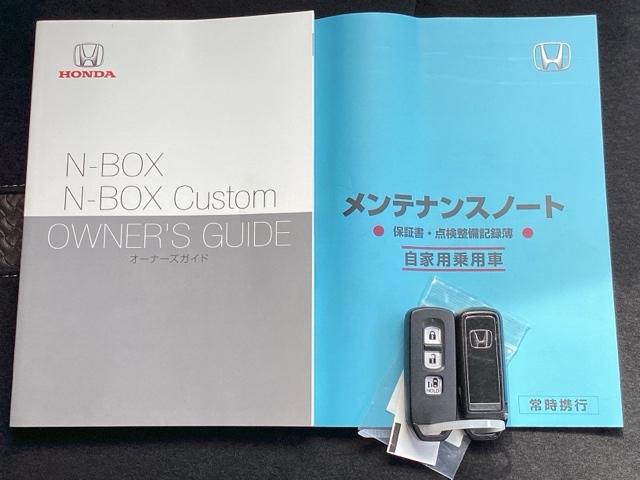 HONDA
N-BOX
N-BOX Custom
OWNER'S GUIDE
オーナーズガイド
メンテナンスノート
● 保証書・点検整備記録簿 ●
自家用乗用車
HOLD
常時携行